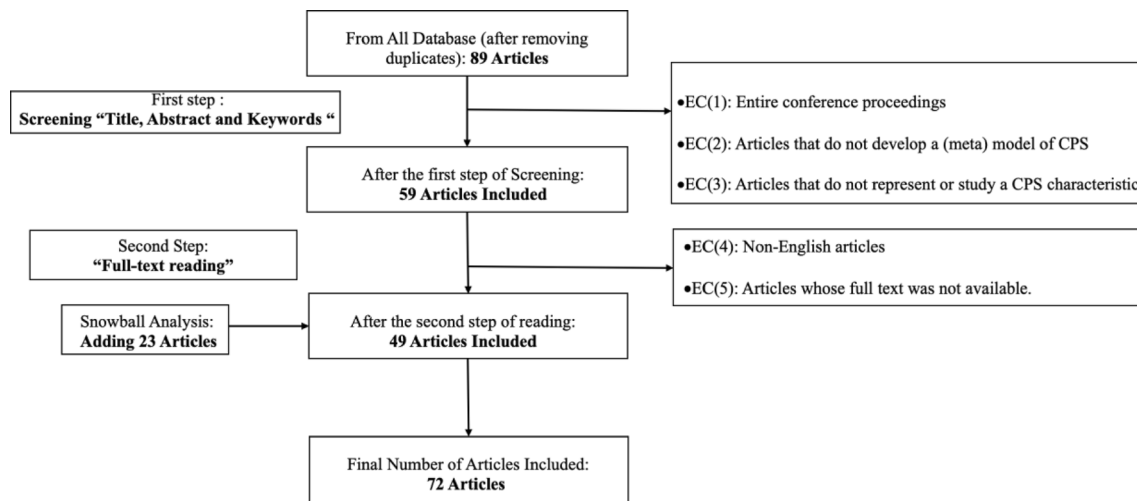 From All Database (after removing
duplicates): 89 Articles
First step :
Screening “Title, Abstract and Keywords “
●EC(1): Entire conference proceedings
●EC(2): Articles that do not develop a (meta) model of CPS
●EC(3): Articles that do not represent or study a CPS characteristic
After the first step of Screening:
59 Articles Included
Second Step:
“Full-text reading”
●EC(4): Non-English articles
●EC(5): Articles whose full text was not available.
Snowball Analysis:
Adding 23 Articles
After the second step of reading:
49 Articles Included
Final Number of Articles Included:
72 Articles